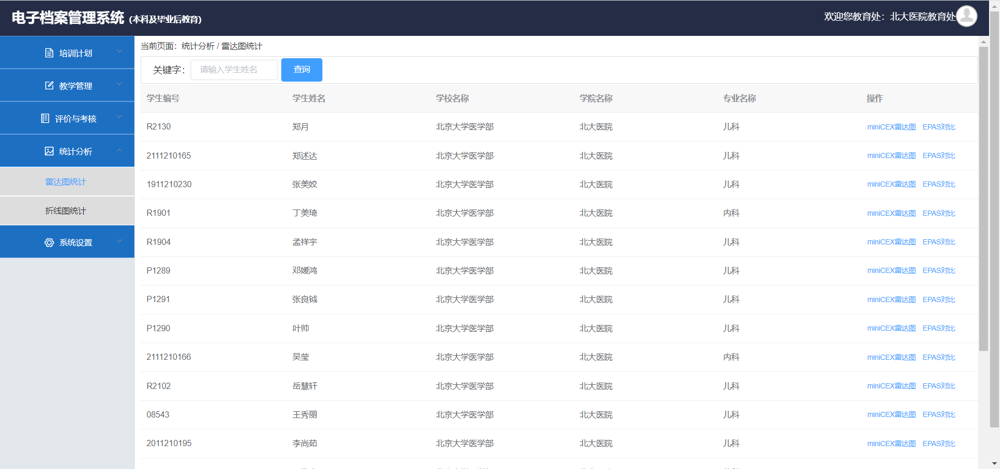 电子档案管理系统 (本科及毕业后教育)
欢迎您教育处：北大医院教育处
培训计划
教学管理
评价与考核
统计分析
雷达图统计
折线图统计
系统设置
当前页面：统计分析 / 雷达图统计
关键字： 请输入学生姓名 查询
学生编号 学生姓名 学校名称 学院名称 专业名称 操作
R2130 郑月 北京大学医学部 北大医院 儿科 miniCEX雷达图 EPAS对比
2111210165 郑述达 北京大学医学部 北大医院 儿科 miniCEX雷达图 EPAS对比
1911210230 张美姣 北京大学医学部 北大医院 儿科 miniCEX雷达图 EPAS对比
R1901 丁美琦 北京大学医学部 北大医院 内科 miniCEX雷达图 EPAS对比
R1904 孟祥宇 北京大学医学部 北大医院 儿科 miniCEX雷达图 EPAS对比
P1289 邓媛鸿 北京大学医学部 北大医院 儿科 miniCEX雷达图 EPAS对比
P1291 张良钺 北京大学医学部 北大医院 儿科 miniCEX雷达图 EPAS对比
P1290 叶帅 北京大学医学部 北大医院 儿科 miniCEX雷达图 EPAS对比
2111210166 吴莹 北京大学医学部 北大医院 内科 miniCEX雷达图 EPAS对比
R2102 岳慧轩 北京大学医学部 北大医院 儿科 miniCEX雷达图 EPAS对比
08543 王秀丽 北京大学医学部 北大医院 儿科 miniCEX雷达图 EPAS对比
2011210195 李尚茹 北京大学医学部 北大医院 儿科 miniCEX雷达图 EPAS对比